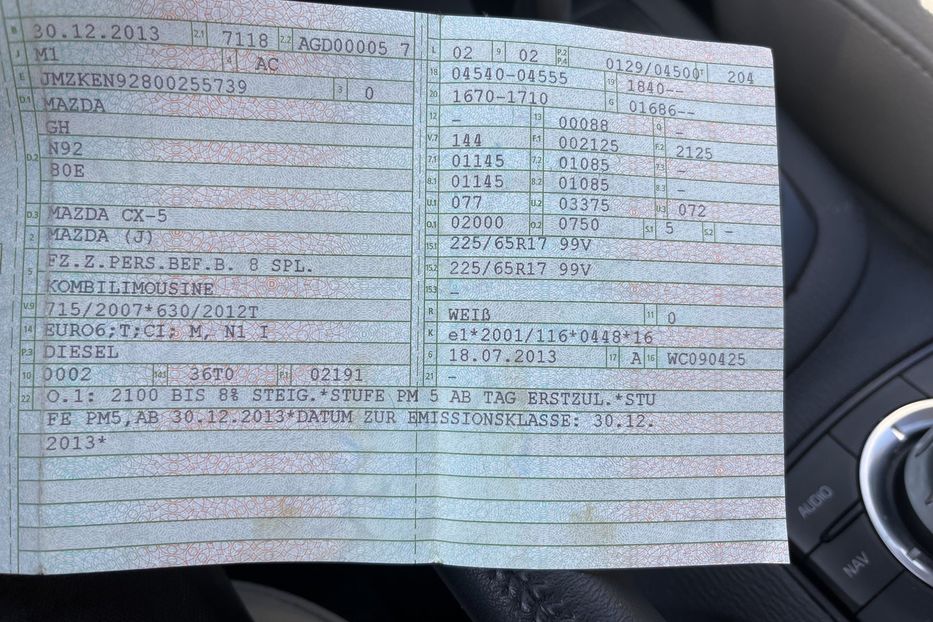 B 30.12.2013 2.1 7118 2.2 AGD00005 7
J M1 4 AC
E JMZKEN92800255739 3 0
D.1 MAZDA
GH
D.2 N92
80E
D.3 MAZDA CX-5
2 MAZDA (J)
5 FZ.Z.PERS.BEF.B. 8 SPL.
KOMBILIMOUSINE
V.9 715/2007*630/2012T
14 EURO6;T;CI; M, N1 I
P.3 DIESEL
10 0002 14.1 36T0 P.1 02191
L 02 9 02 P.2 P.4 0129/04500 T 204
18 04540-04555 19 1840--
20 1670-1710 G 01686--
12 - 13 00088 Q -
V.7 144 F.1 002125 F.2 2125
7.1 01145 7.2 01085 7.3 -
8.1 01145 8.2 01085 8.3 -
U.1 077 U.2 03375 U.3 072
O.1 02000 O.2 0750 S.1 5 S.2 -
15.1 225/65R17 99V
15.2 225/65R17 99V
15.3 -
R WEIß 11 0
K e1*2001/116*0448*16
6 18.07.2013 17 A 16 WC090425
21 -
22 O.1: 2100 BIS 8% STEIG.*STUFE PM 5 AB TAG ERSTZUL.*STU
FE PM5,AB 30.12.2013*DATUM ZUR EMISSIONSKLASSE: 30.12.
2013*
AUDIO
NAV